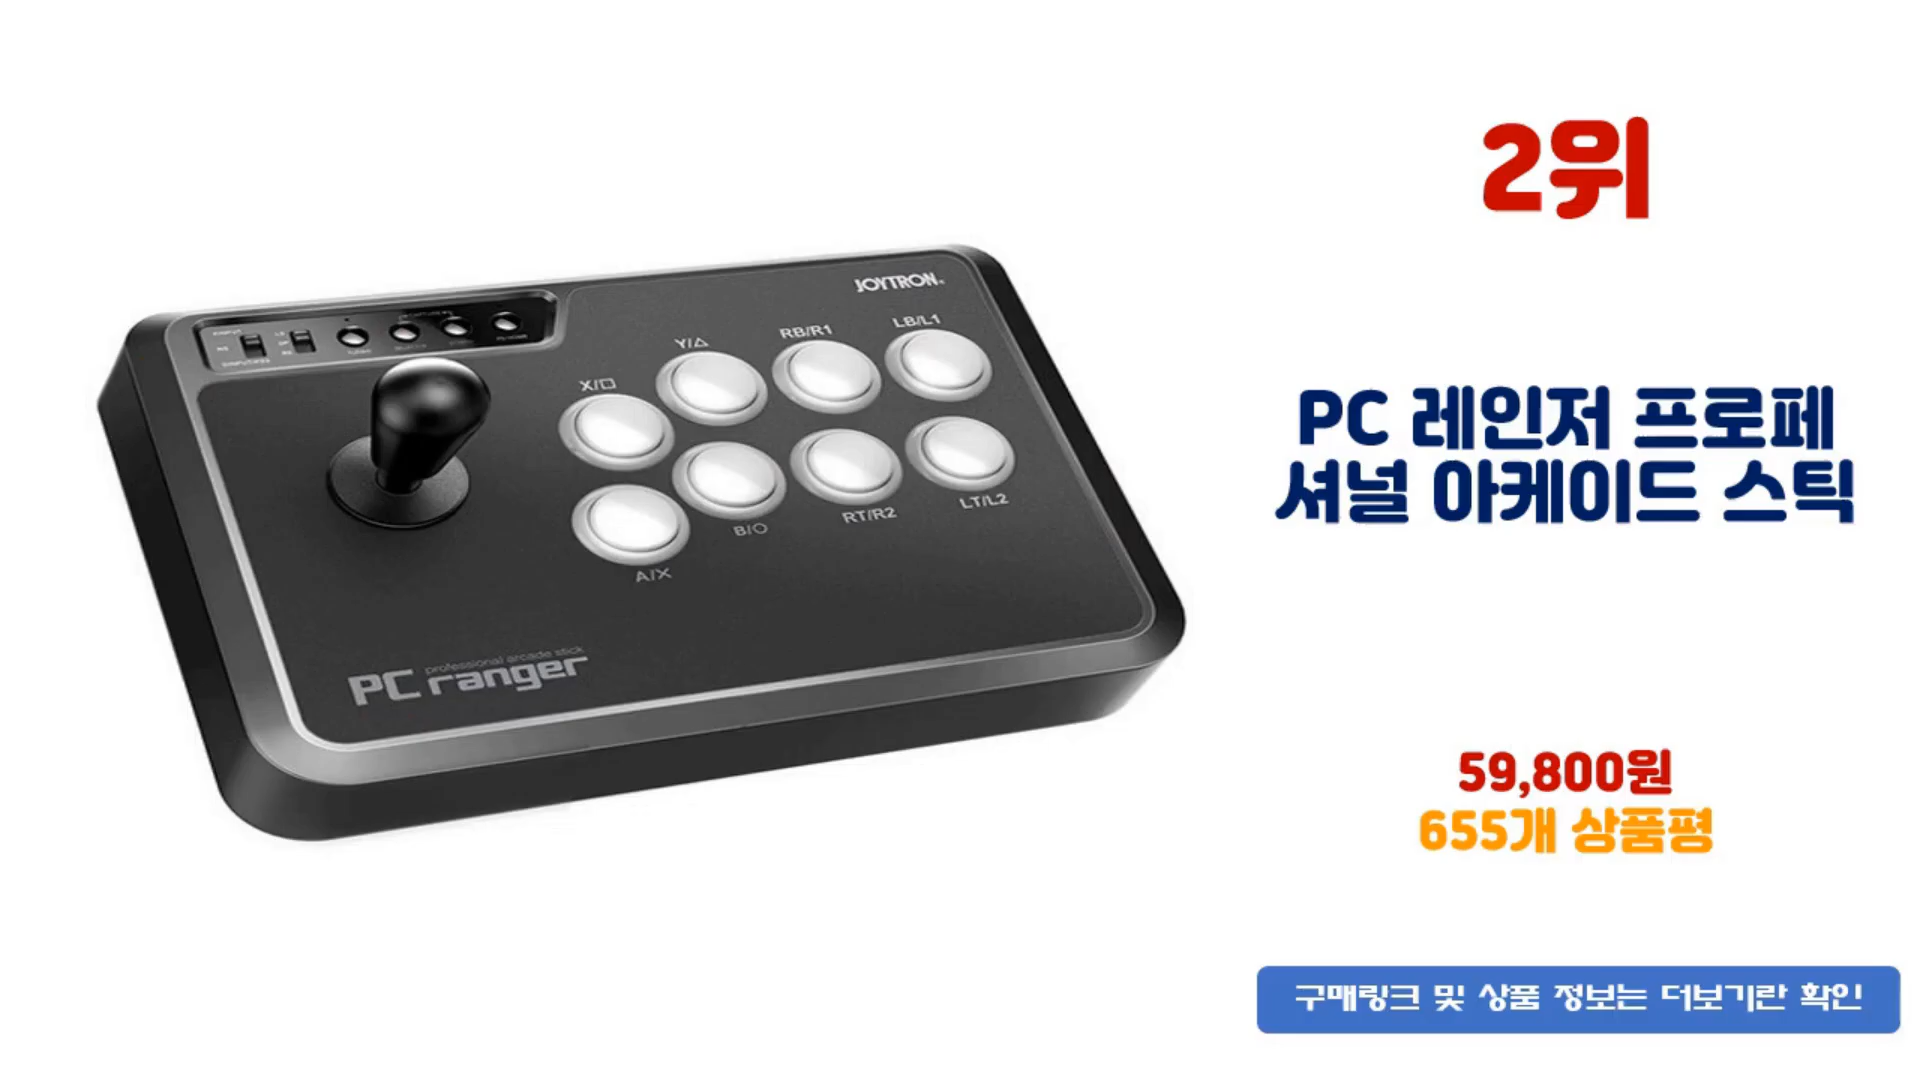 2위
JOYTRON
RB/R1
LB/L1
Y/△
X/□
PC 레인저 프로페
셔널 아케이드 스틱
LT/L2
RT/R2
B/○
A/X
professional arcade stick
PC ranger
59,800원
655개 상품평
구매링크 및 상품 정보는 더보기란 확인